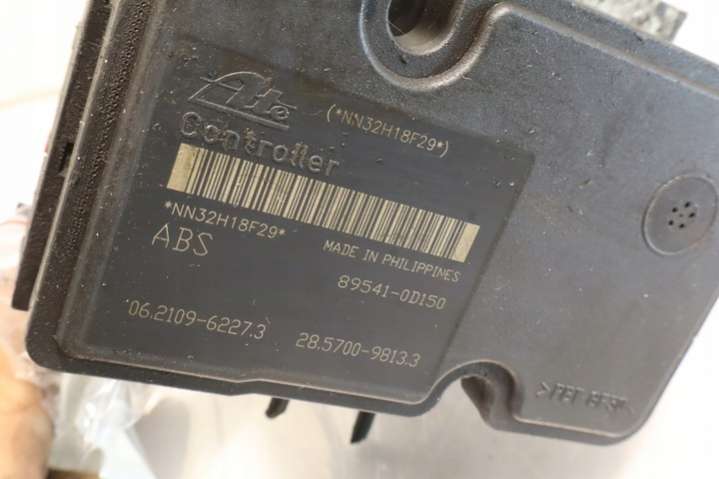 Ate
(*NN32H18F29*)
Controller
*NN32H18F29*
ABS
MADE IN PHILIPPINES
89541-0D150
06.2109-6227.3
28.5700-9813.3